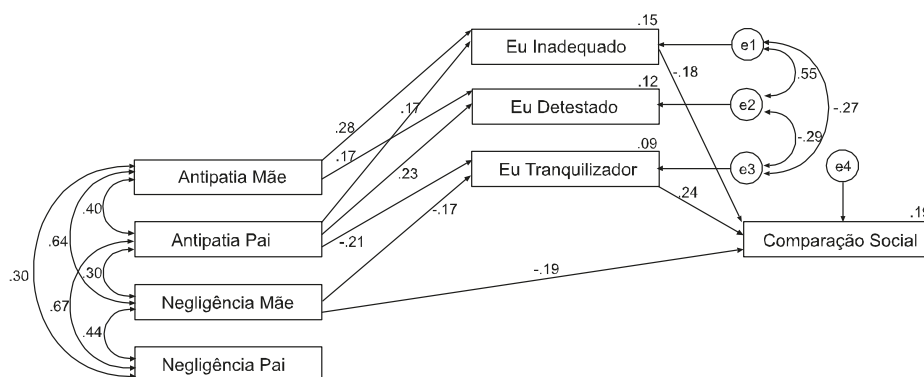 .15
Eu Inadequado
e1
-.18
.55
.12
.17
Eu Detestado
e2
-.27
.28
.17
-.29
.09
.23
Antipatia Mãe
Eu Tranquilizador
e3
e4
.40
-.17
.24
.19
Antipatia Pai
-.21
Comparação Social
.64
.30
.30
-.19
Negligência Mãe
.67
.44
Negligência Pai